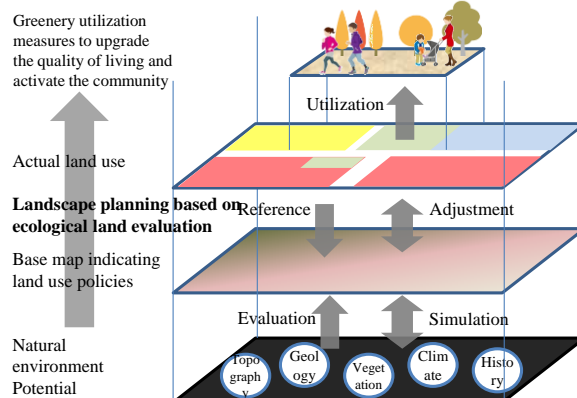 Greenery utilization
measures to upgrade
the quality of living and
activate the community
Utilization
Actual land use
Landscape planning based on
ecological land evaluation
Reference
Adjustment
Base map indicating
land use policies
Evaluation
Simulation
Natural
environment
Potential
Topo
graph
y
Geol
ogy
Veget
ation
Clim
ate
Histo
ry